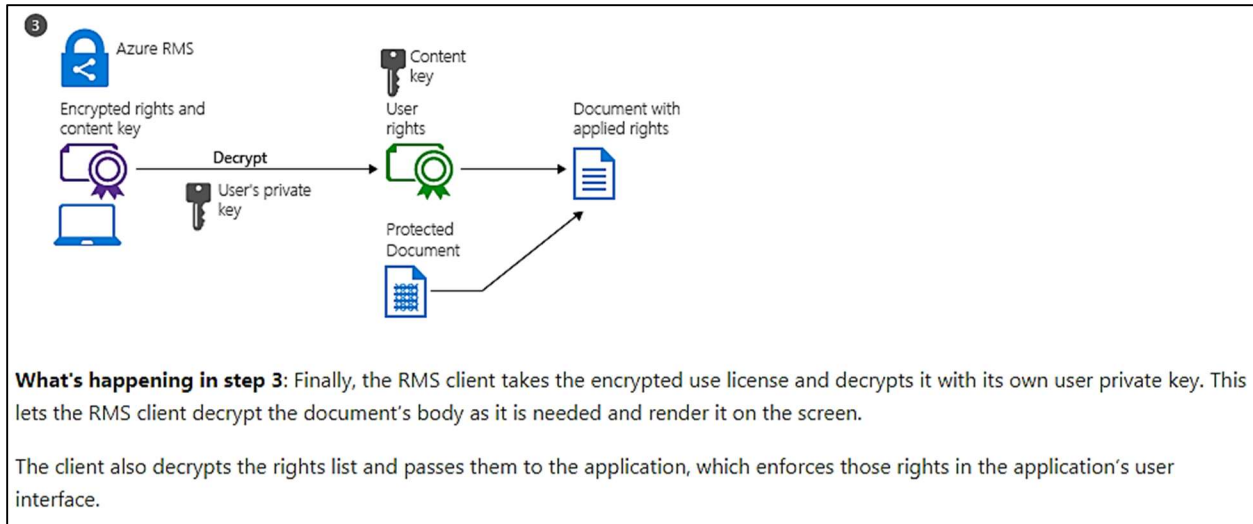 3
Azure RMS
Content
key
Encrypted rights and
content key
User
rights
Document with
applied rights
Decrypt
User's private
key
Protected
Document
What's happening in step 3: Finally, the RMS client takes the encrypted use license and decrypts it with its own user private key. This
lets the RMS client decrypt the document's body as it is needed and render it on the screen.
The client also decrypts the rights list and passes them to the application, which enforces those rights in the application's user
interface.